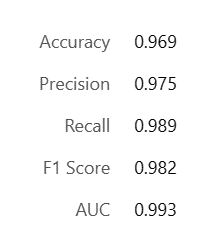 Accuracy 0.969
Precision 0.975
Recall 0.989
F1 Score 0.982
AUC 0.993